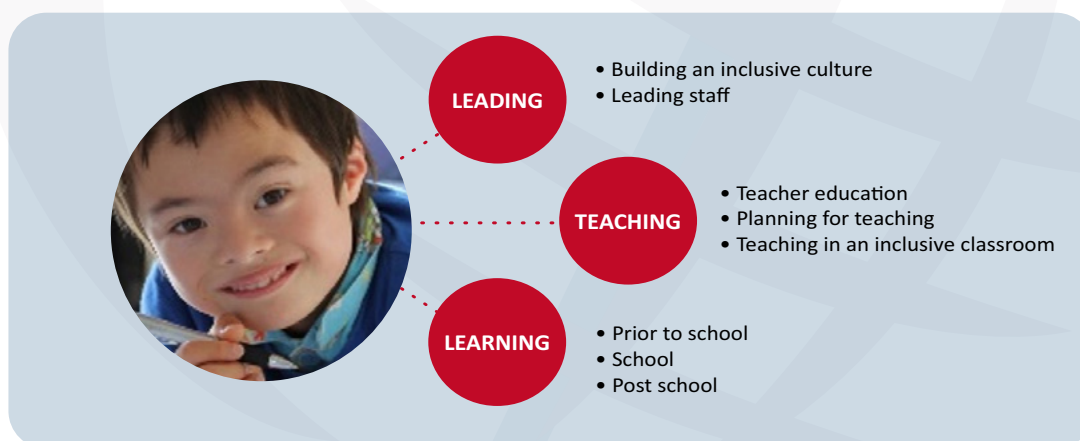 LEADING
• Building an inclusive culture
• Leading staff
TEACHING
• Teacher education
• Planning for teaching
• Teaching in an inclusive classroom
LEARNING
• Prior to school
• School
• Post school